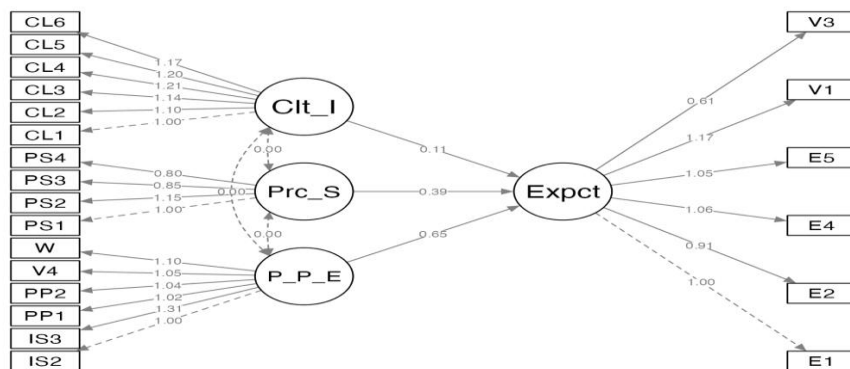 CL6
CL5
CL4
CL3
CL2
CL1
PS4
PS3
PS2
PS1
W
V4
PP2
PP1
IS3
IS2
1.17
1.20
1.21
1.14
1.10
1.00
0.80
0.85
1.15
1.00
1.10
1.05
1.04
1.02
1.31
1.00
Clt_I
Prc_S
P_P_E
0.00
0.00
0.00
0.11
0.39
0.65
Expct
0.61
1.17
1.05
1.06
0.91
1.00
V3
V1
E5
E4
E2
E1